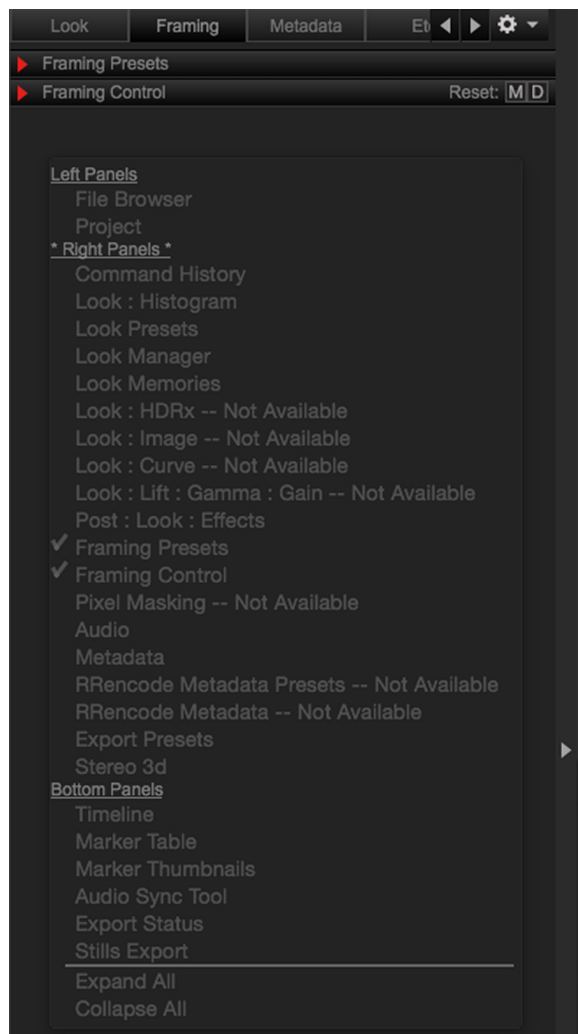 Look Framing Metadata Et
Framing Presets
Framing Control Reset: M D
Left Panels
File Browser
Project
* Right Panels *
Command History
Look : Histogram
Look Presets
Look Manager
Look Memories
Look : HDRx -- Not Available
Look : Image -- Not Available
Look : Curve -- Not Available
Look : Lift : Gamma : Gain -- Not Available
Post : Look : Effects
Framing Presets
Framing Control
Pixel Masking -- Not Available
Audio
Metadata
RRencode Metadata Presets -- Not Available
RRencode Metadata -- Not Available
Export Presets
Stereo 3d
Bottom Panels
Timeline
Marker Table
Marker Thumbnails
Audio Sync Tool
Export Status
Stills Export
Expand All
Collapse All